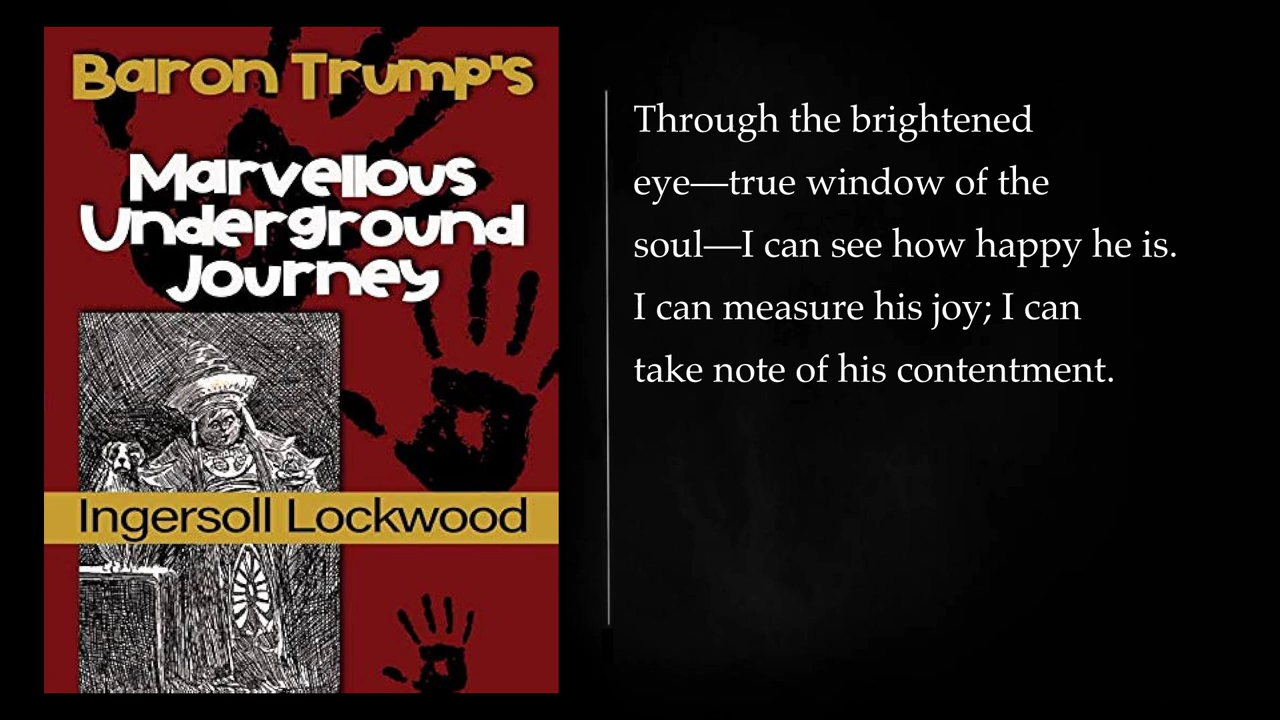 Baron Trump's
Marvellous
Underground
Journey
Ingersoll Lockwood
Through the brightened
eye—true window of the
soul—I can see how happy he is.
I can measure his joy; I can
take note of his contentment.